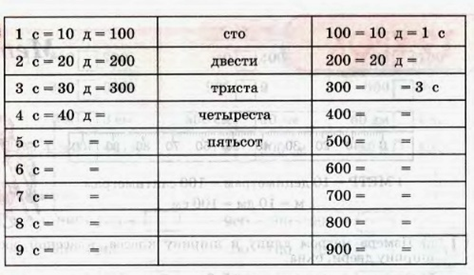 1 с=10 д=100 сто 100=10 д=1 с
2 с=20 д=200 двести 200=20 д=
3 с=30 д=300 триста 300= =3 с
4 с=40 д= четыреста 400= =
5 с= = пятьсот 500= =
6 с= = 600= =
7 с= = 700= =
8 с= = 800= =
9 с= = 900= =